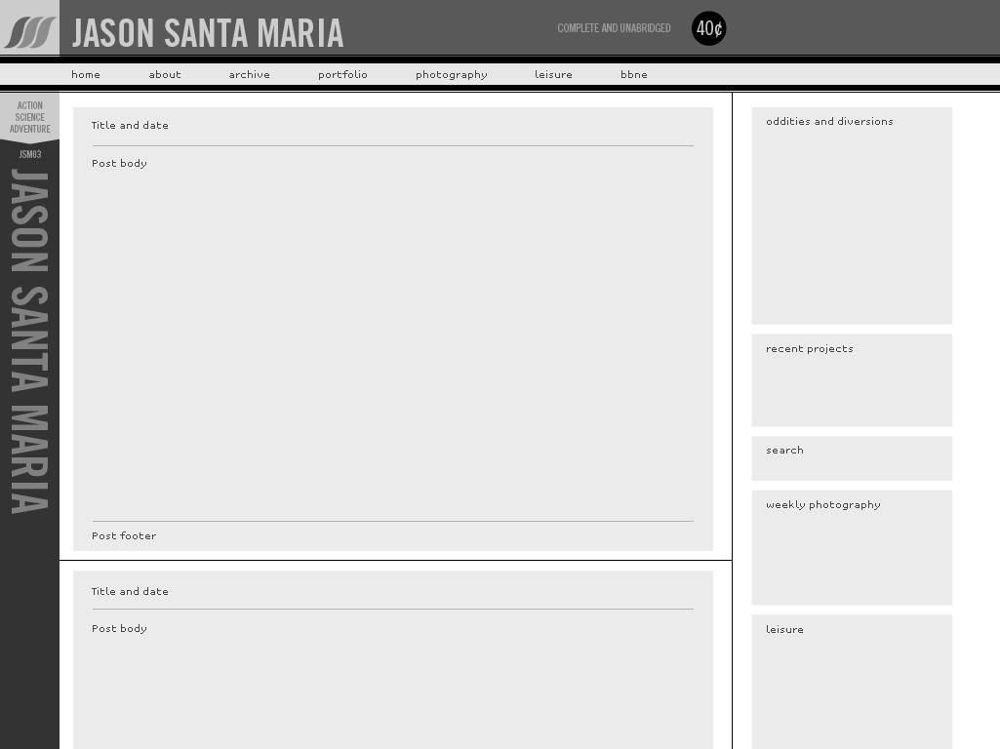 JASON SANTA MARIA
COMPLETE AND UNABRIDGED
40¢
home about archive portfolio photography leisure bbne
ACTION
SCIENCE
ADVENTURE
JSM03
JASON SANTA MARIA
Title and date
Post body
Post footer
Title and date
Post body
oddities and diversions
recent projects
search
weekly photography
leisure